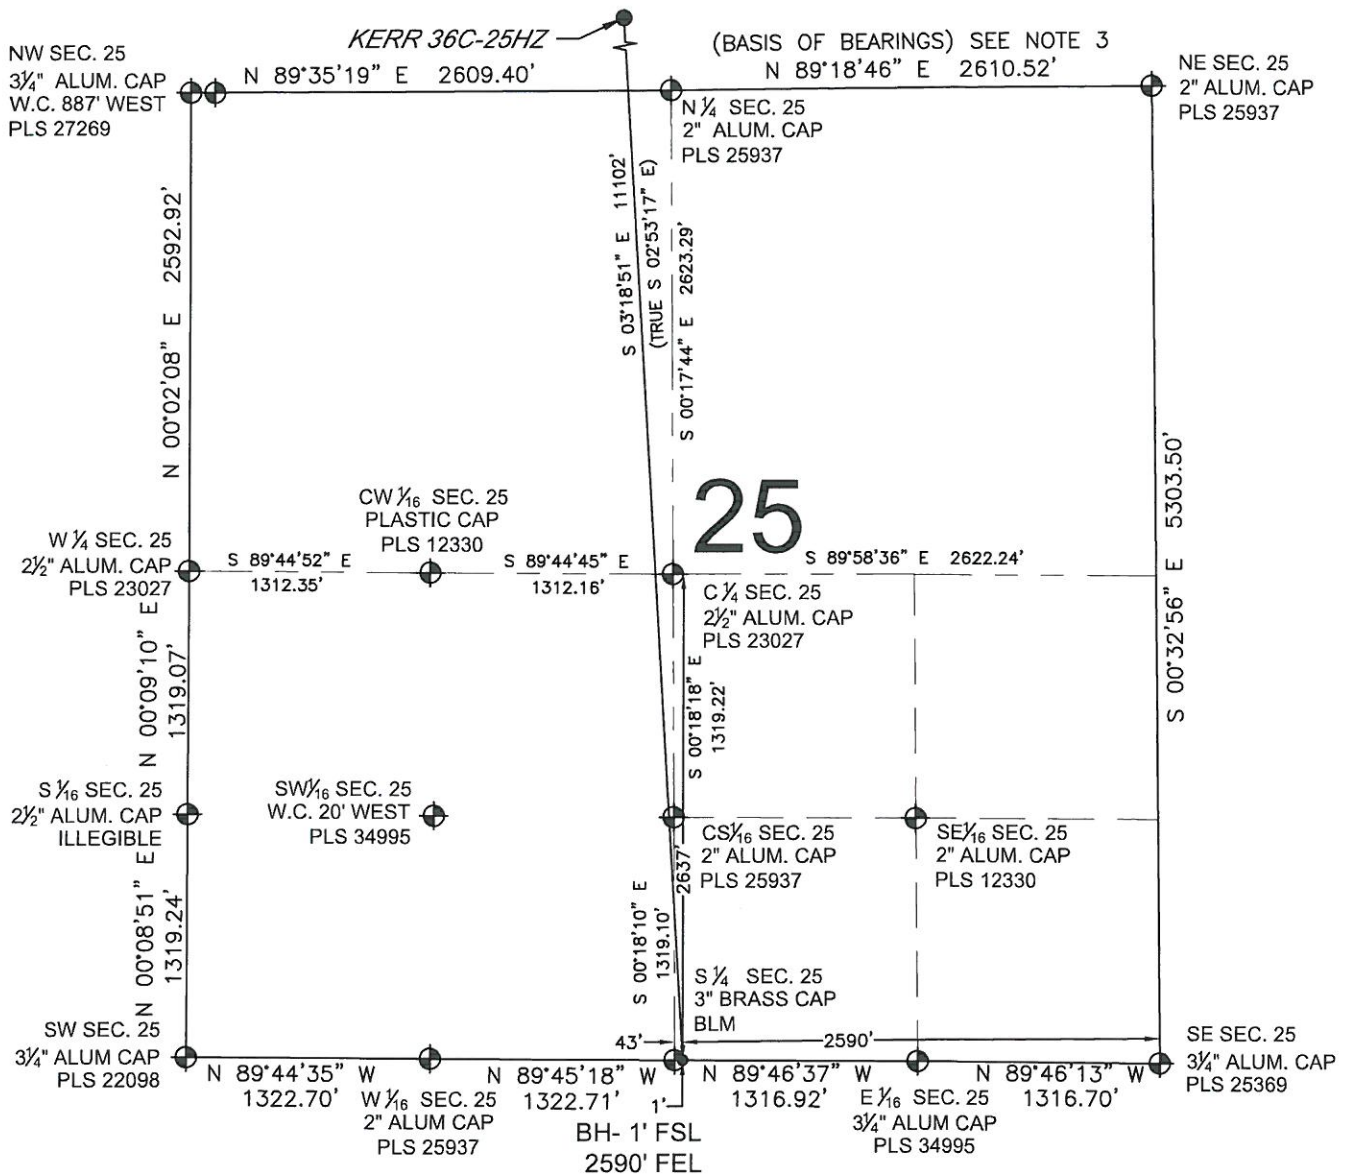 KERR 36C-25HZ
(BASIS OF BEARINGS) SEE NOTE 3
NW SEC. 25
3¼" ALUM. CAP
W.C. 887' WEST
PLS 27269
N 89°35'19" E 2609.40'
N 89°18'46" E 2610.52'
NE SEC. 25
2" ALUM. CAP
PLS 25937
N ¼ SEC. 25
2" ALUM. CAP
PLS 25937
N 00°02'08" E 2592.92'
S 03°18'51" E 11102'
(TRUE S 02°53'17" E)
S 00°17'44" E 2623.29'
S 00°32'56" E 5303.50'
25
CW 1⁄16 SEC. 25
PLASTIC CAP
PLS 12330
W ¼ SEC. 25
2½" ALUM. CAP
PLS 23027
S 89°44'52" E
1312.35'
S 89°44'45" E
1312.16'
S 89°58'36" E 2622.24'
C ¼ SEC. 25
2½" ALUM. CAP
PLS 23027
N 00°09'10" E
1319.07'
S 00°18'18" E
1319.22'
S 1⁄16 SEC. 25
2½" ALUM. CAP
ILLEGIBLE
SW1⁄16 SEC. 25
W.C. 20' WEST
PLS 34995
CS1⁄16 SEC. 25
2" ALUM. CAP
PLS 25937
SE1⁄16 SEC. 25
2" ALUM. CAP
PLS 12330
2637'
N 00°08'51" E
1319.24'
S 00°18'10" E
1319.10'
S ¼ SEC. 25
3" BRASS CAP
BLM
SW SEC. 25
3¼" ALUM CAP
PLS 22098
43'
2590'
SE SEC. 25
3¼" ALUM. CAP
PLS 25369
N 89°44'35" W
1322.70'
N 89°45'18" W
1322.71'
N 89°46'37" W
1316.92'
N 89°46'13" W
1316.70'
W 1⁄16 SEC. 25
2" ALUM CAP
PLS 25937
1'
E 1⁄16 SEC. 25
3¼" ALUM CAP
PLS 34995
BH- 1' FSL
2590' FEL